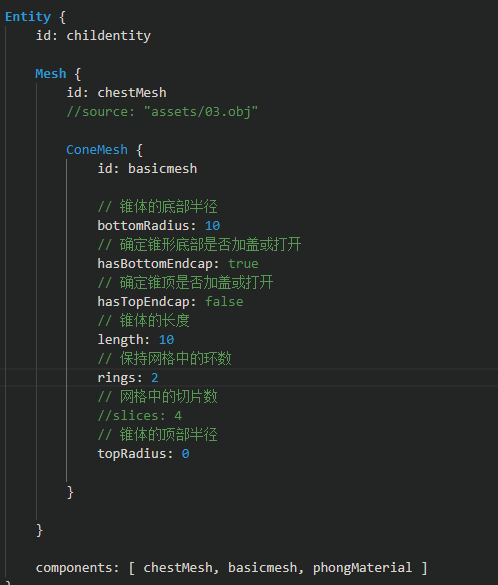 Entity {
id: childentity
Mesh {
id: chestMesh
//source: "assets/03.obj"
ConeMesh {
id: basicmesh
// 锥体的底部半径
bottomRadius: 10
// 确定锥形底部是否加盖或打开
hasBottomEndcap: true
// 确定锥顶是否加盖或打开
hasTopEndcap: false
// 锥体的长度
length: 10
// 保持网格中的环数
rings: 2
// 网格中的切片数
//slices: 4
// 锥体的顶部半径
topRadius: 0
}
}
components: [ chestMesh, basicmesh, phongMaterial ]